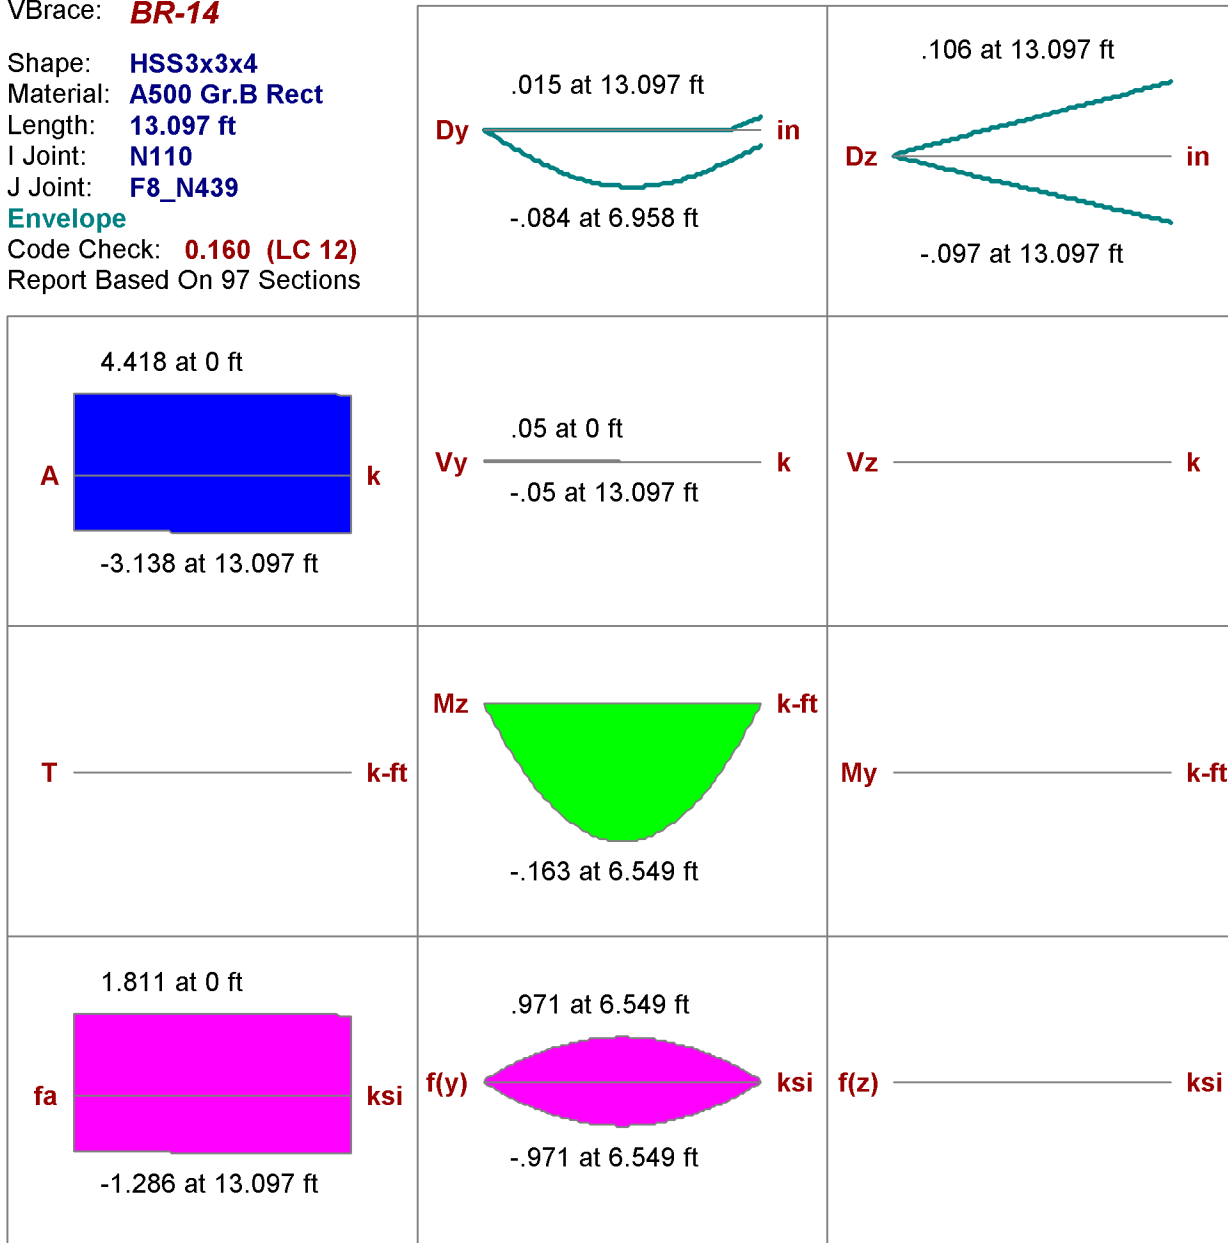 VBrace: BR-14
Shape: HSS3x3x4
Material: A500 Gr.B Rect
Length: 13.097 ft
I Joint: N110
J Joint: F8_N439
Envelope
Code Check: 0.160 (LC 12)
Report Based On 97 Sections
.015 at 13.097 ft
Dy in
-.084 at 6.958 ft
.106 at 13.097 ft
Dz in
-.097 at 13.097 ft
4.418 at 0 ft
A k
-3.138 at 13.097 ft
.05 at 0 ft
Vy k
-.05 at 13.097 ft
Vz k
T k-ft
Mz k-ft
-.163 at 6.549 ft
My k-ft
1.811 at 0 ft
fa ksi
-1.286 at 13.097 ft
.971 at 6.549 ft
f(y) ksi
-.971 at 6.549 ft
f(z) ksi